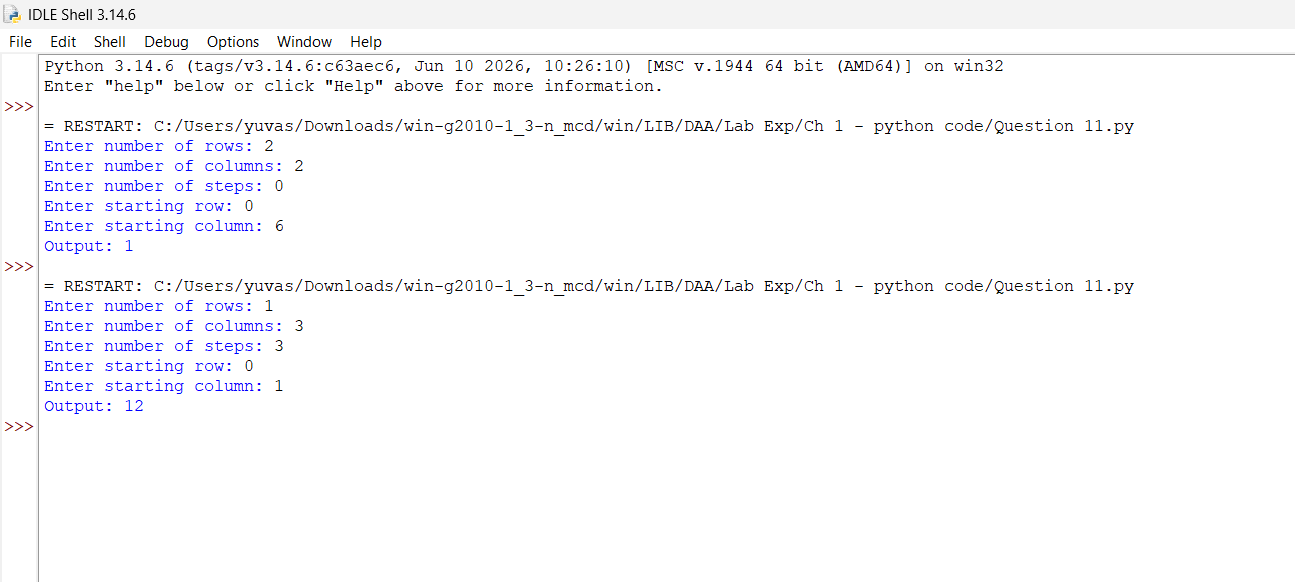 IDLE Shell 3.14.6
File Edit Shell Debug Options Window Help
Python 3.14.6 (tags/v3.14.6:c63aec6, Jun 10 2026, 10:26:10) [MSC v.1944 64 bit (AMD64)] on win32
Enter "help" below or click "Help" above for more information.
>>>
= RESTART: C:/Users/yuvas/Downloads/win-g2010-1_3-n_mcd/win/LIB/DAA/Lab Exp/Ch 1 - python code/Question 11.py
Enter number of rows: 2
Enter number of columns: 2
Enter number of steps: 0
Enter starting row: 0
Enter starting column: 6
Output: 1
>>>
= RESTART: C:/Users/yuvas/Downloads/win-g2010-1_3-n_mcd/win/LIB/DAA/Lab Exp/Ch 1 - python code/Question 11.py
Enter number of rows: 1
Enter number of columns: 3
Enter number of steps: 3
Enter starting row: 0
Enter starting column: 1
Output: 12
>>>